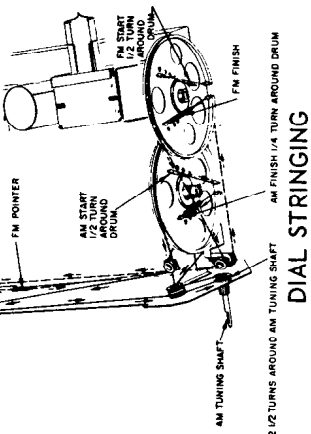 FM POINTER
AM START
1/2 TURN
AROUND
DRUM.
FM START
1/2 TURN
AROUND
DRUM
FM FINISH
AM FINISH 1/4 TURN AROUND DRUM
AM TUNING SHAFT
2 1/2 TURNS AROUND AM TUNING SHAFT
DIAL STRINGING